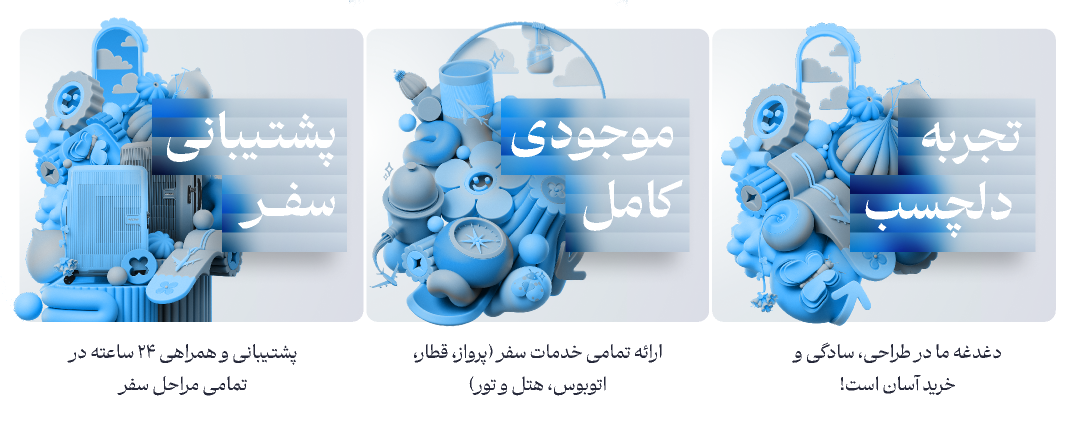 تجربه
دلچسب
دغدغه ما در طراحی، سادگی و
خرید آسان است!
موجودی
کامل
ارائه تمامی خدمات سفر (پرواز، قطار،
اتوبوس، هتل و تور)
پشتیبانی
سفر
پشتیبانی و همراهی ۲۴ ساعته در
تمامی مراحل سفر